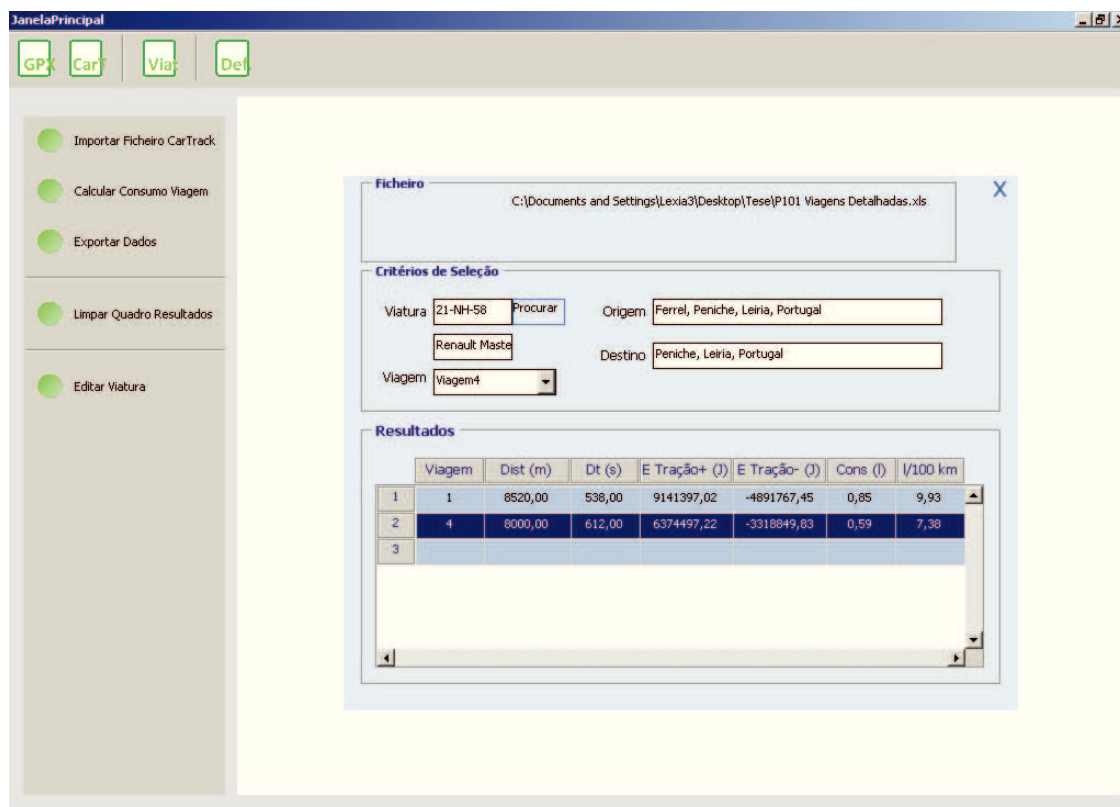 JanelaPrincipal
GPX CarT Viat Def.
Importar Ficheiro CarTrack
Calcular Consumo Viagem
Exportar Dados
Limpar Quadro Resultados
Editar Viatura
X
Ficheiro
C:\Documents and Settings\Lexia3\Desktop\Tese\P101 Viagens Detalhadas.xls
Critérios de Seleção
Viatura 21-NH-58 Procurar Origem Ferrel, Peniche, Leiria, Portugal
Renault Maste Destino Peniche, Leiria, Portugal
Viagem Viagem4
Resultados
Viagem Dist (m) Dt (s) E Tração+ (J) E Tração- (J) Cons (l) l/100 km
1 1 8520,00 538,00 9141397,02 -4891767,45 0,85 9,93
2 4 8000,00 612,00 6374497,22 -3318849,83 0,59 7,38
3